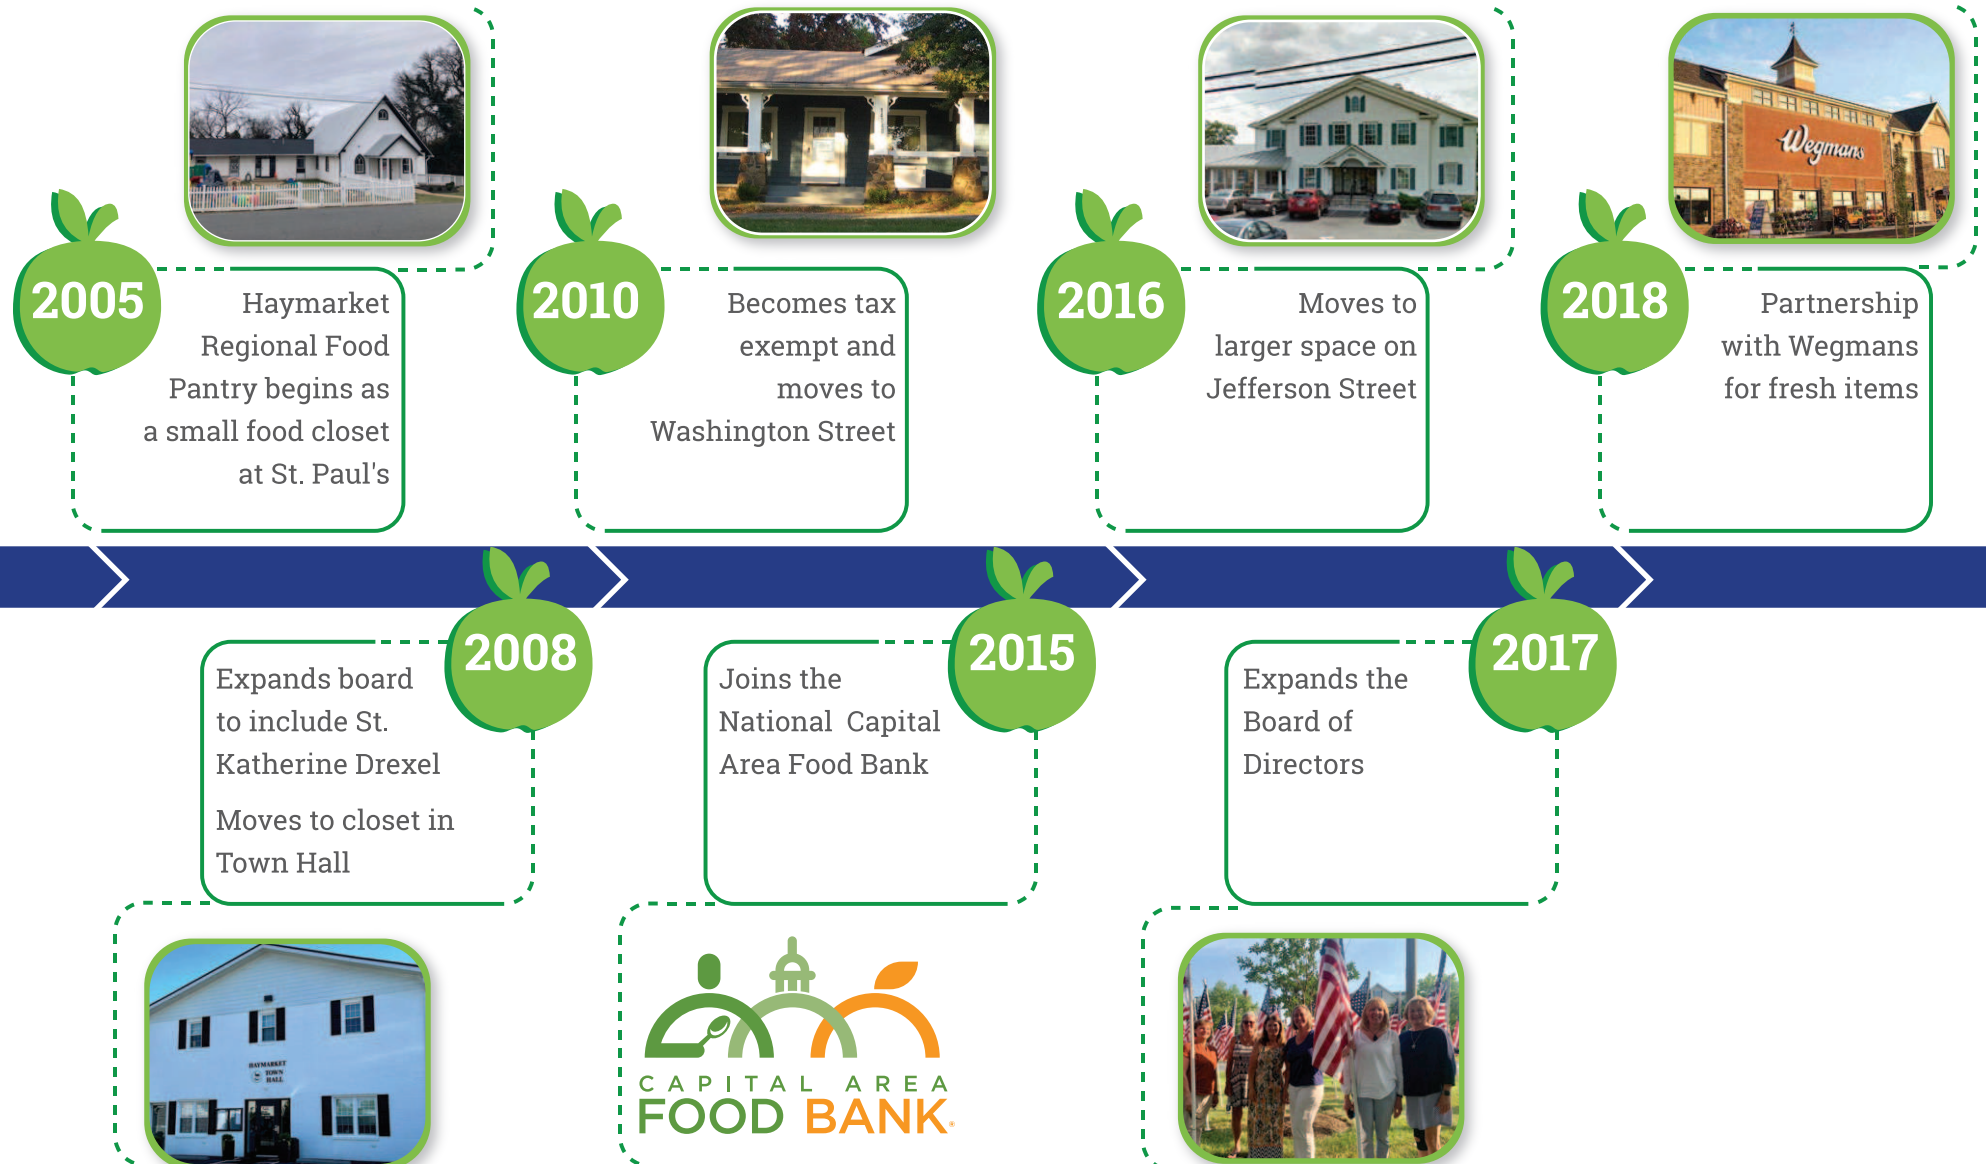 Wegmans
2005
Haymarket
Regional Food
Pantry begins as
a small food closet
at St. Paul's
2010
Becomes tax
exempt and
moves to
Washington Street
2016
Moves to
larger space on
Jefferson Street
2018
Partnership
with Wegmans
for fresh items
2008
Expands board
to include St.
Katherine Drexel
Moves to closet in
Town Hall
2015
Joins the
National  Capital
Area Food Bank
2017
Expands the
Board of
Directors
HAYMARKET
TOWN
HALL
CAPITAL AREA
FOOD BANK®